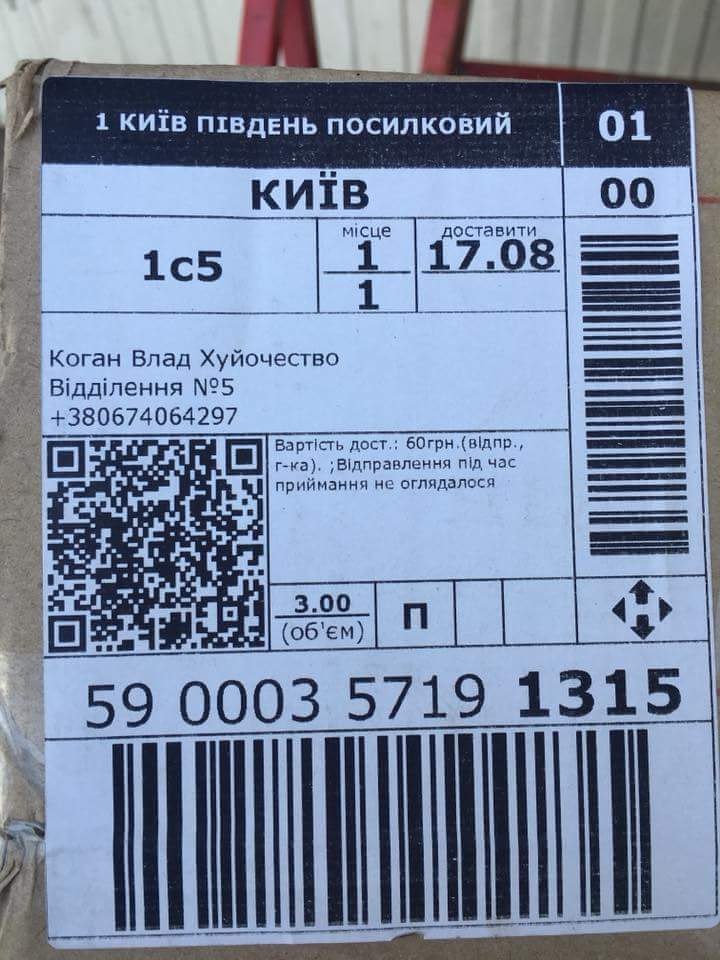 1 КИЇВ ПІВДЕНЬ ПОСИЛКОВИЙ
01
КИЇВ
00
1с5
місце
1
1
доставити
17.08
Коган Влад Хуйочество
Відділення №5
+380674064297
Вартість дост.: 60грн.(відпр.,
г-ка). ;Відправлення під час
приймання не оглядалося
3.00
(об'єм)
П
59 0003 5719 1315